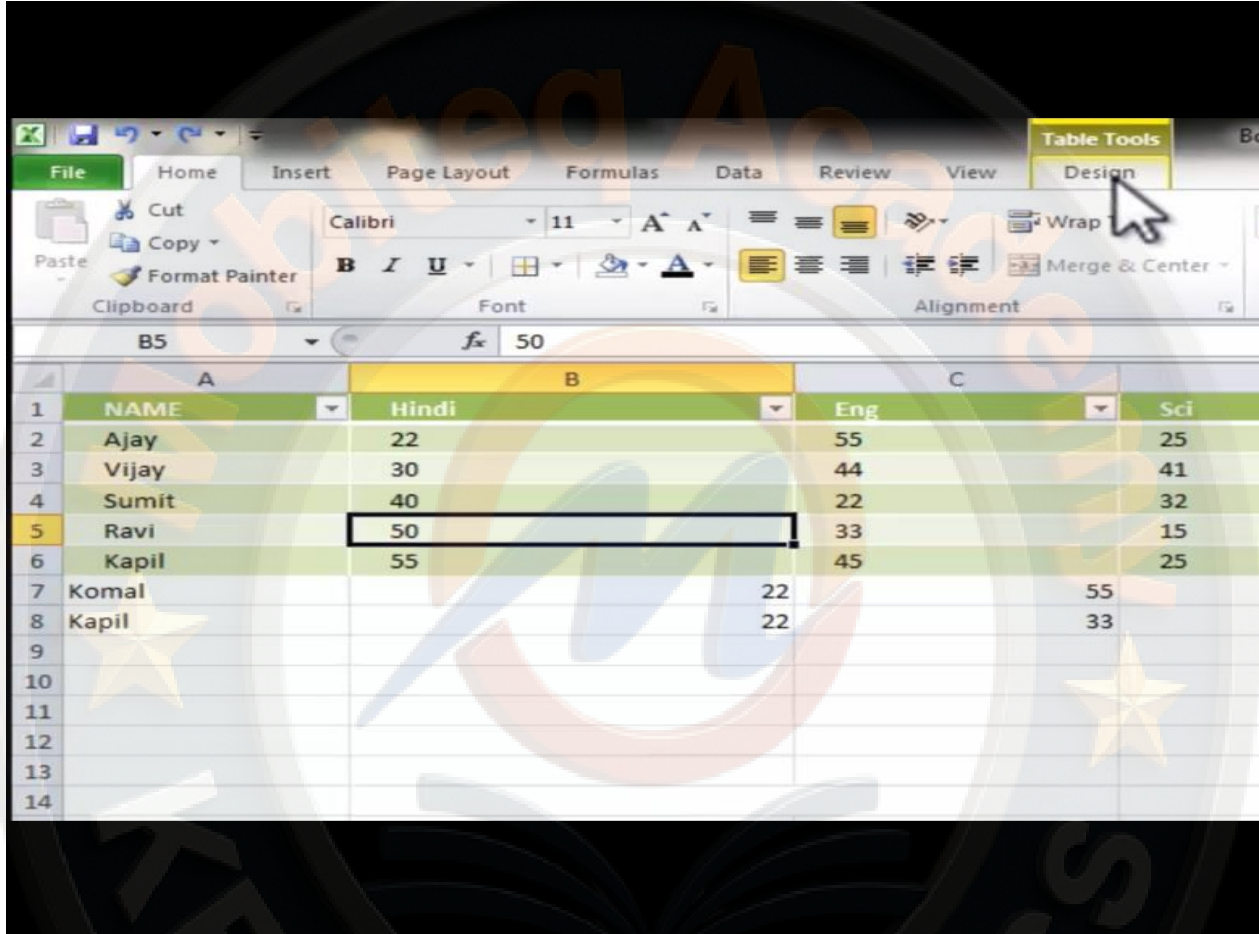 Mobiteq Academy
Table Tools
File Home Insert Page Layout Formulas Data Review View Design
Cut
Copy
Paste
Format Painter
Clipboard
Calibri 11 A A
B I U A
Font
Wrap
Merge & Center
Alignment
B5 fx 50
A B C
1 NAME Hindi Eng Sci
2 Ajay 22 55 25
3 Vijay 30 44 41
4 Sumit 40 22 32
5 Ravi 50 33 15
6 Kapil 55 45 25
7 Komal 22 55
8 Kapil 22 33
9
10
11
12
13
14